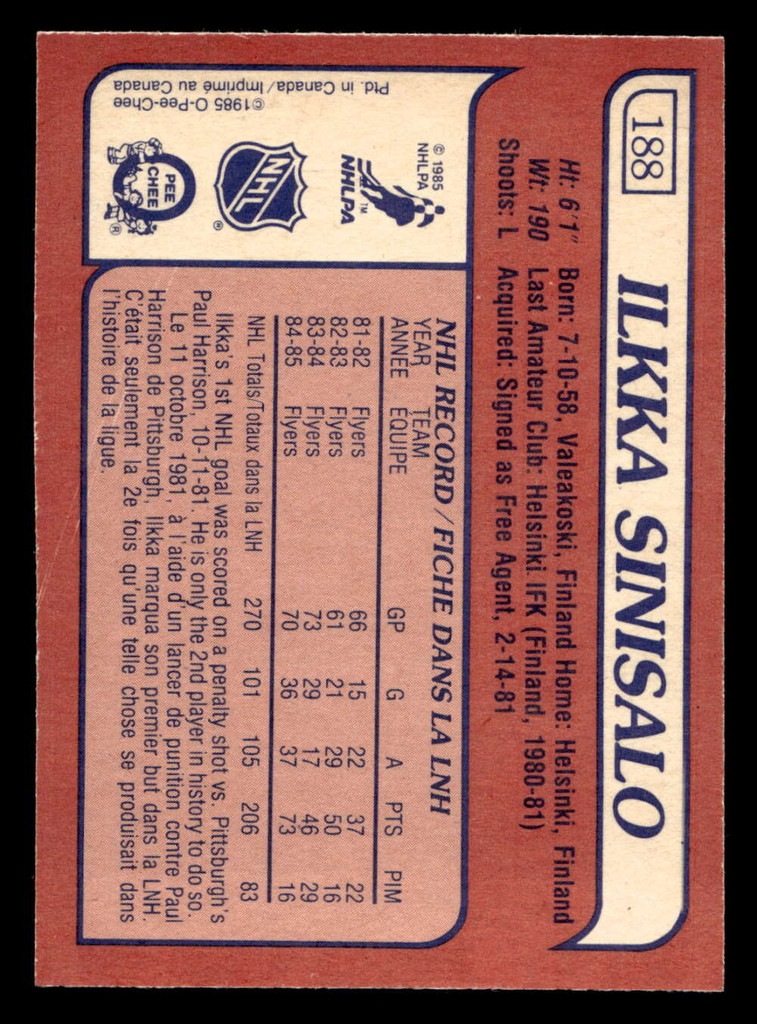 188
ILKKA SINISALO
Ht: 6'1" Born: 7-10-58, Valeakoski, Finland Home: Helsinki, Finland
Wt: 190 Last Amateur Club: Helsinki IFK (Finland, 1980-81)
Shoots: L Acquired: Signed as Free Agent, 2-14-81
© 1985
NHLPA
NHLPA
TM
NHL
®
PEE
CHEE
®
©1985 O-Pee-Chee
Ptd. in Canada/Imprimé au Canada
NHL RECORD/FICHE DANS LA LNH
YEAR TEAM
ANNÉE ÉQUIPE GP G A PTS PIM
81-82 Flyers 66 15 22 37 22
82-83 Flyers 61 21 29 50 16
83-84 Flyers 73 29 17 46 29
84-85 Flyers 70 36 37 73 16
NHL Totals/Totaux dans la LNH 270 101 105 206 83
Ilkka's 1st NHL goal was scored on a penalty shot vs. Pittsburgh's
Paul Harrison, 10-11-81. He is only the 2nd player in history to do so.
Le 11 octobre 1981, à l'aide d'un lancer de punition contre Paul
Harrison de Pittsburgh, Ilkka marqua son premier but dans la LNH.
C'était seulement la 2e fois qu'une telle chose se produisait dans
l'histoire de la ligue.